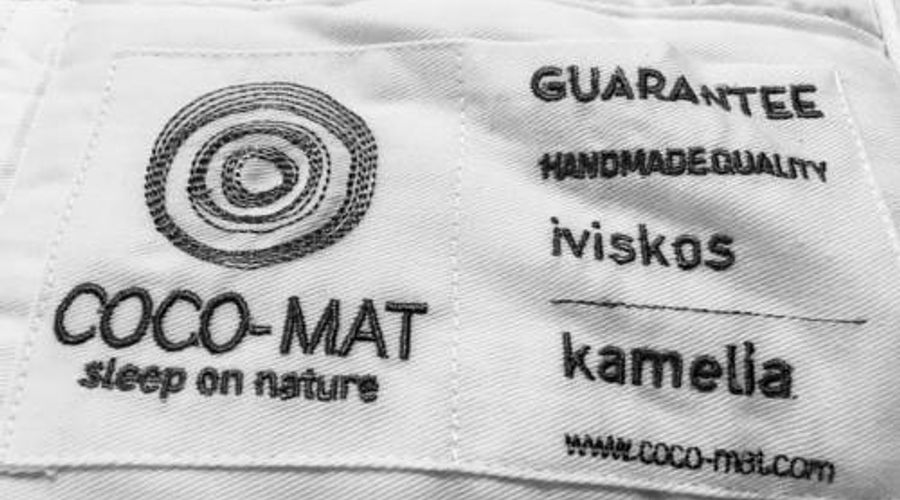 COCO-MAT
sleep on nature
GUARANTEE
HANDMADE QUALITY
iviskos
kamelia
www.coco-mat.com